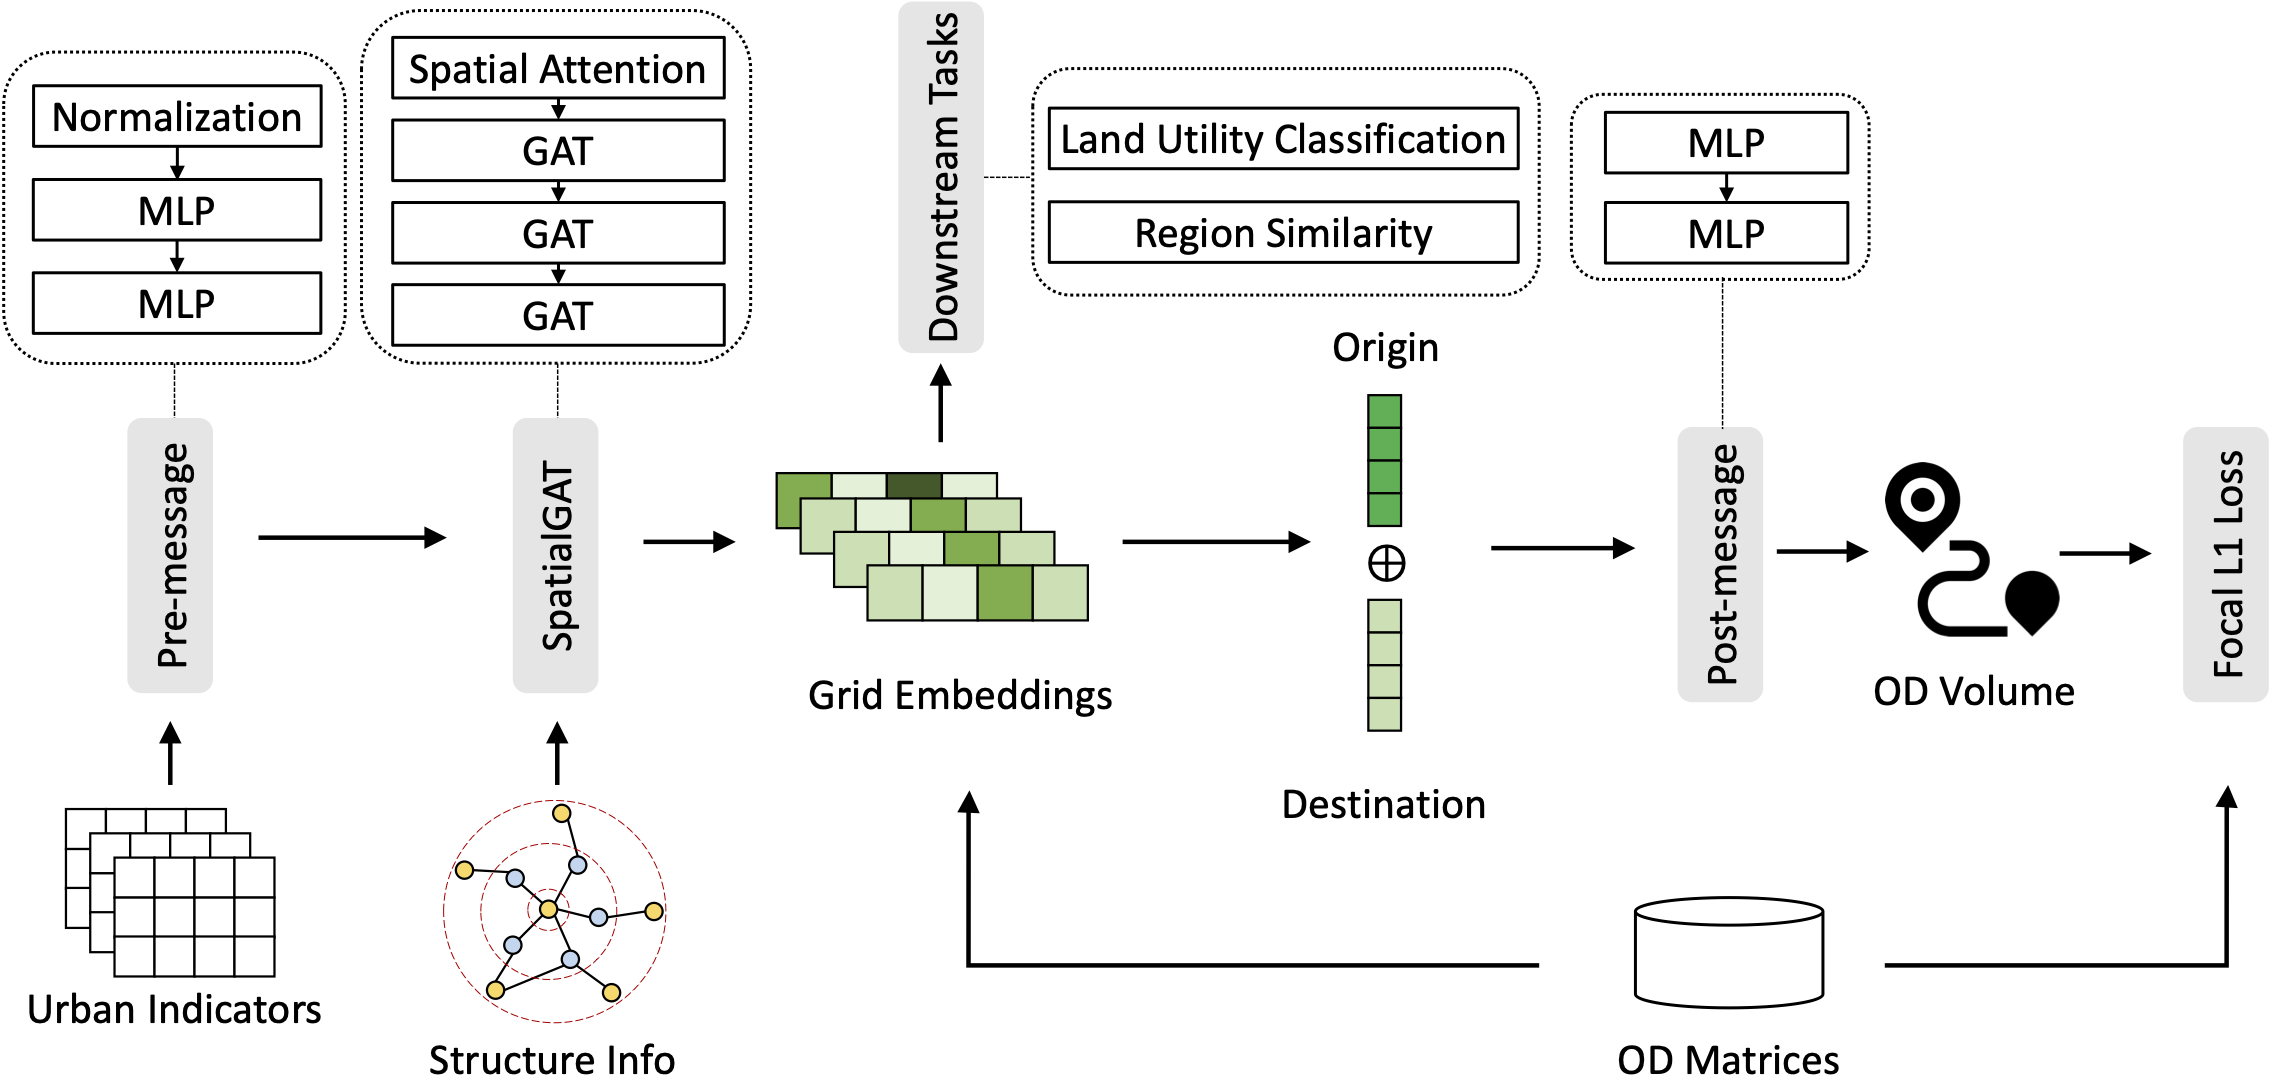 Normalization
MLP
MLP
Spatial Attention
GAT
GAT
GAT
Downstream Tasks
Land Utility Classification
Region Similarity
MLP
MLP
Pre-message
SpatialGAT
Grid Embeddings
Origin
Destination
Post-message
OD Volume
Focal L1 Loss
Urban Indicators
Structure Info
OD Matrices